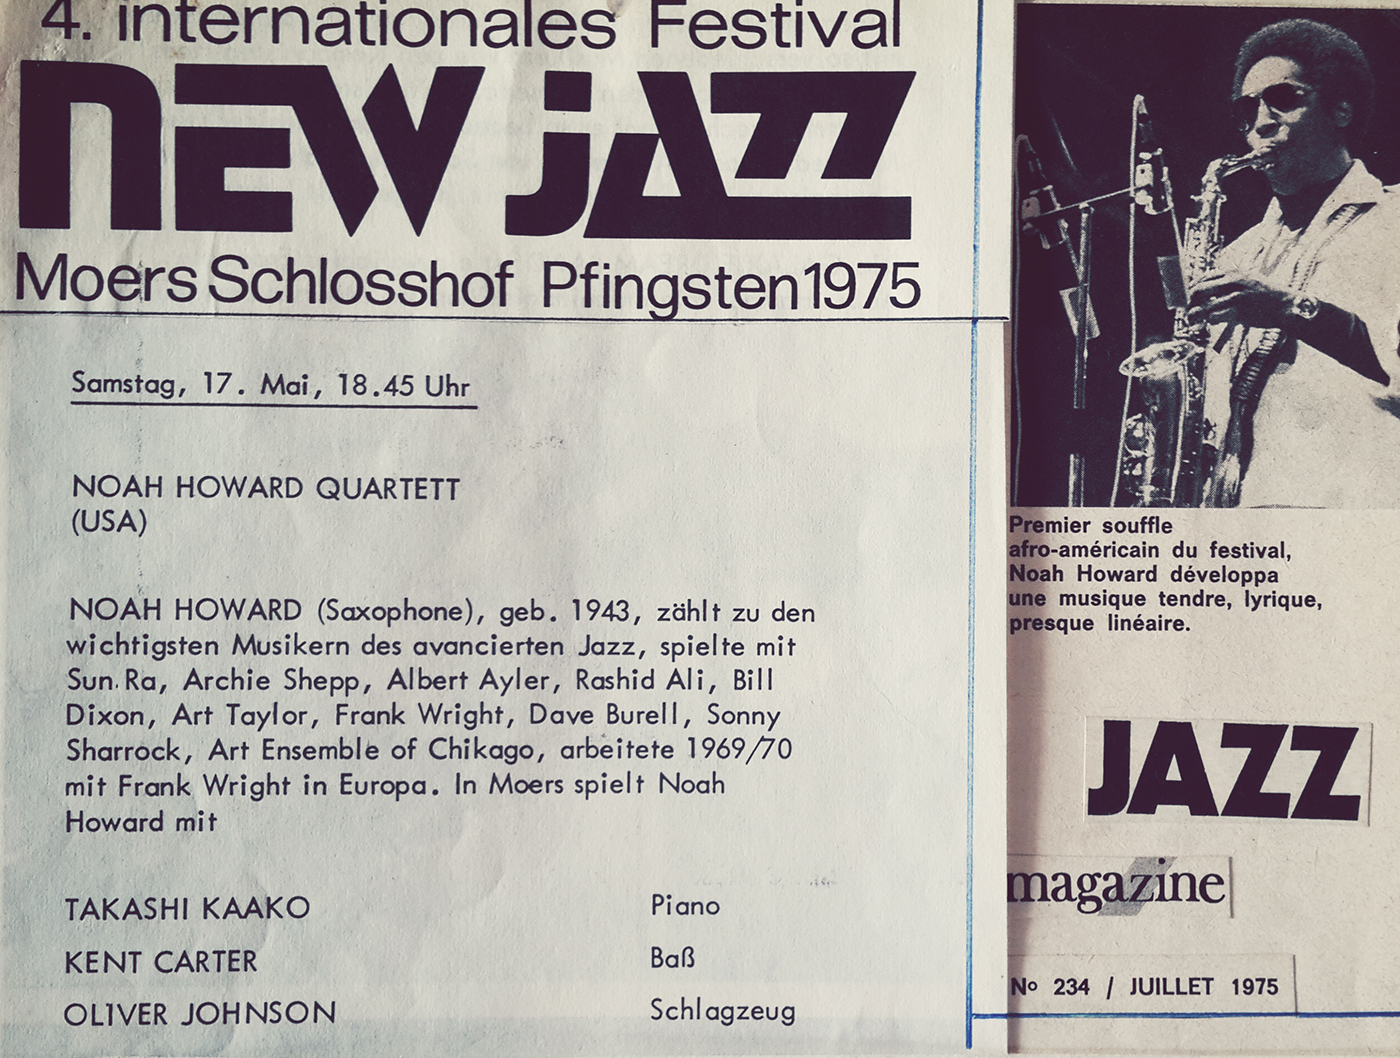 4. internationales Festival
NEW JAZZ
Moers Schlosshof Pfingsten 1975
Samstag, 17. Mai, 18.45 Uhr
NOAH HOWARD QUARTETT
(USA)
NOAH HOWARD (Saxophone), geb. 1943, zählt zu den
wichtigsten Musikern des avancierten Jazz, spielte mit
Sun Ra, Archie Shepp, Albert Ayler, Rashid Ali, Bill
Dixon, Art Taylor, Frank Wright, Dave Burell, Sonny
Sharrock, Art Ensemble of Chikago, arbeitete 1969/70
mit Frank Wright in Europa. In Moers spielt Noah
Howard mit
TAKASHI KAAKO Piano
KENT CARTER Baß
OLIVER JOHNSON Schlagzeug
Premier souffle
afro-américain du festival,
Noah Howard développa
une musique tendre, lyrique,
presque linéaire.
JAZZ
magazine
Nº 234 / JUILLET 1975